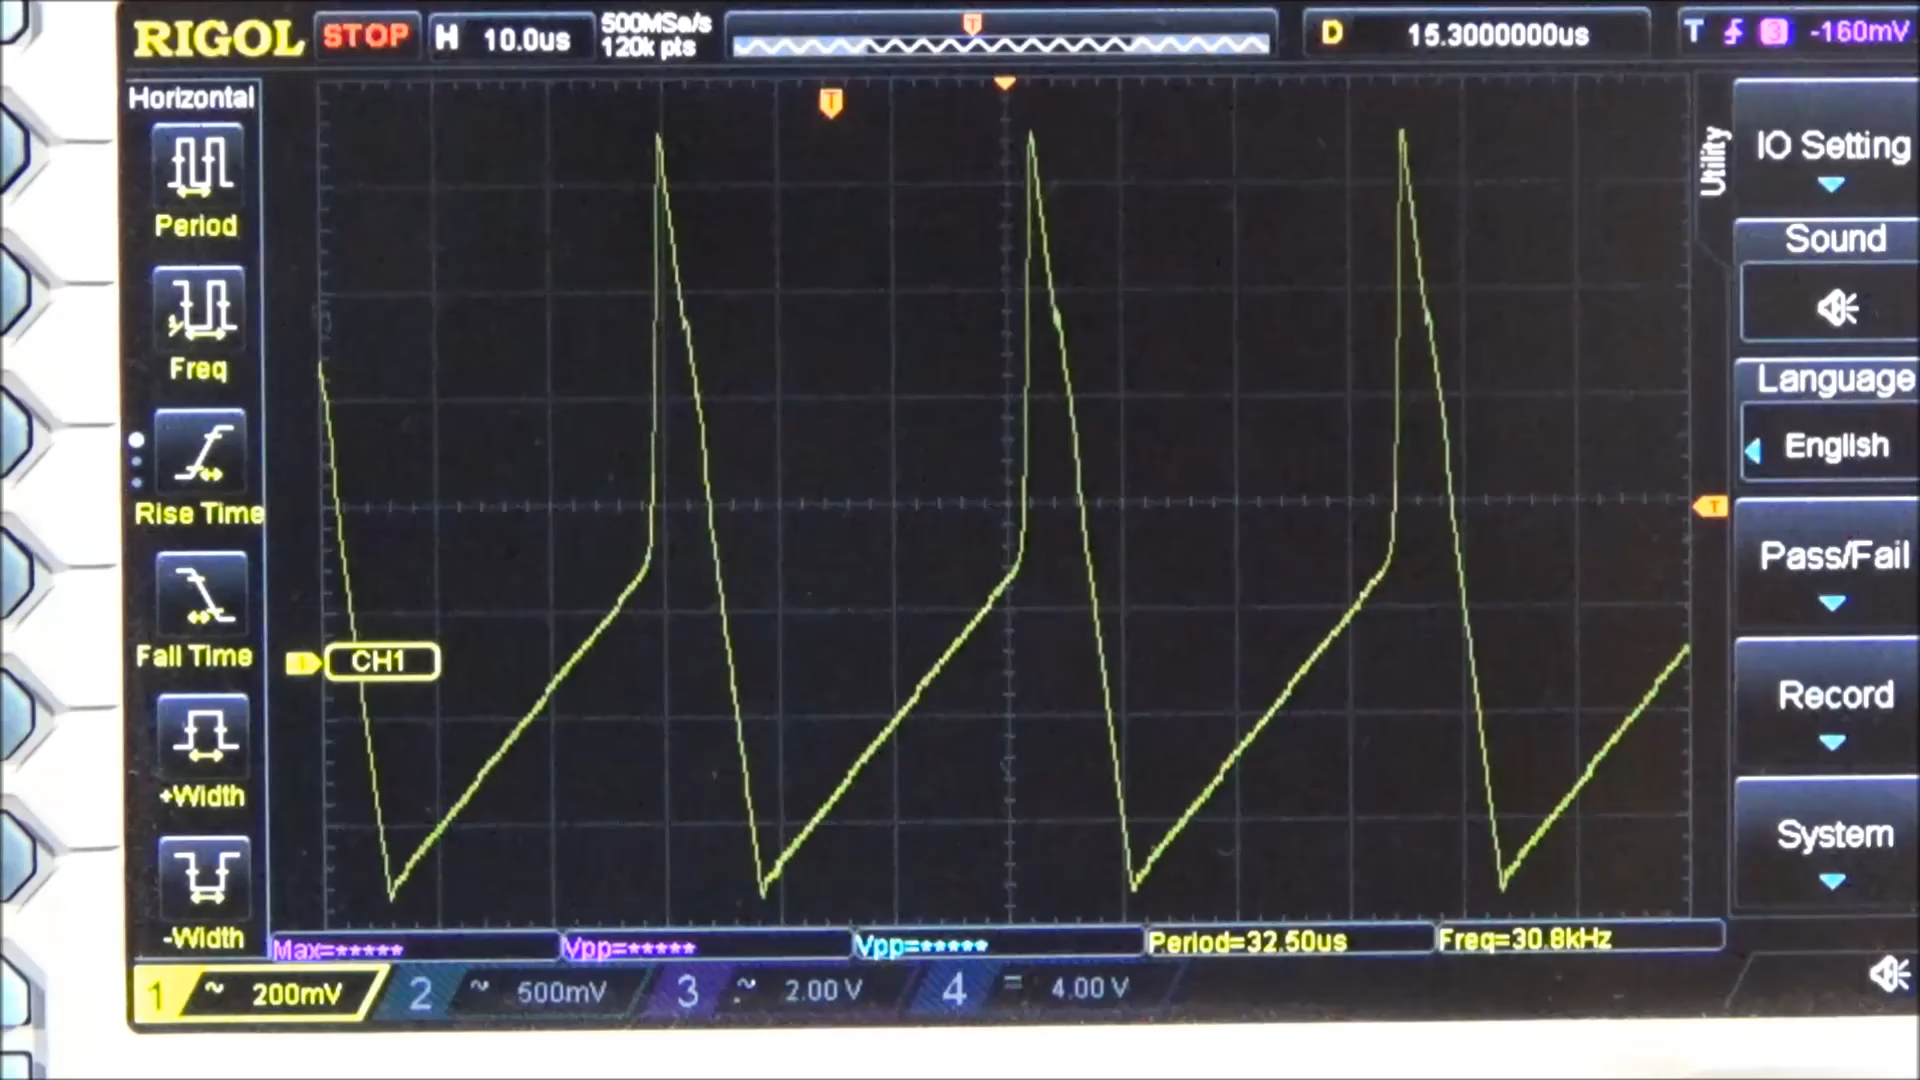 RIGOL STOP H 10.0us 500MSa/s D 15.3000000us T 3 -160mV
120k pts
T
Horizontal
Period
Freq
Rise Time
Fall Time
+Width
-Width
T
CH1
T
Utility
IO Setting
Sound
Language
English
Pass/Fail
Record
System
Max=***** Vpp=***** Vpp=***** Period=32.50us Freq=30.8kHz
1 ~ 200mV 2 ~ 500mV 3 ~ 2.00 V 4 = 4.00 V